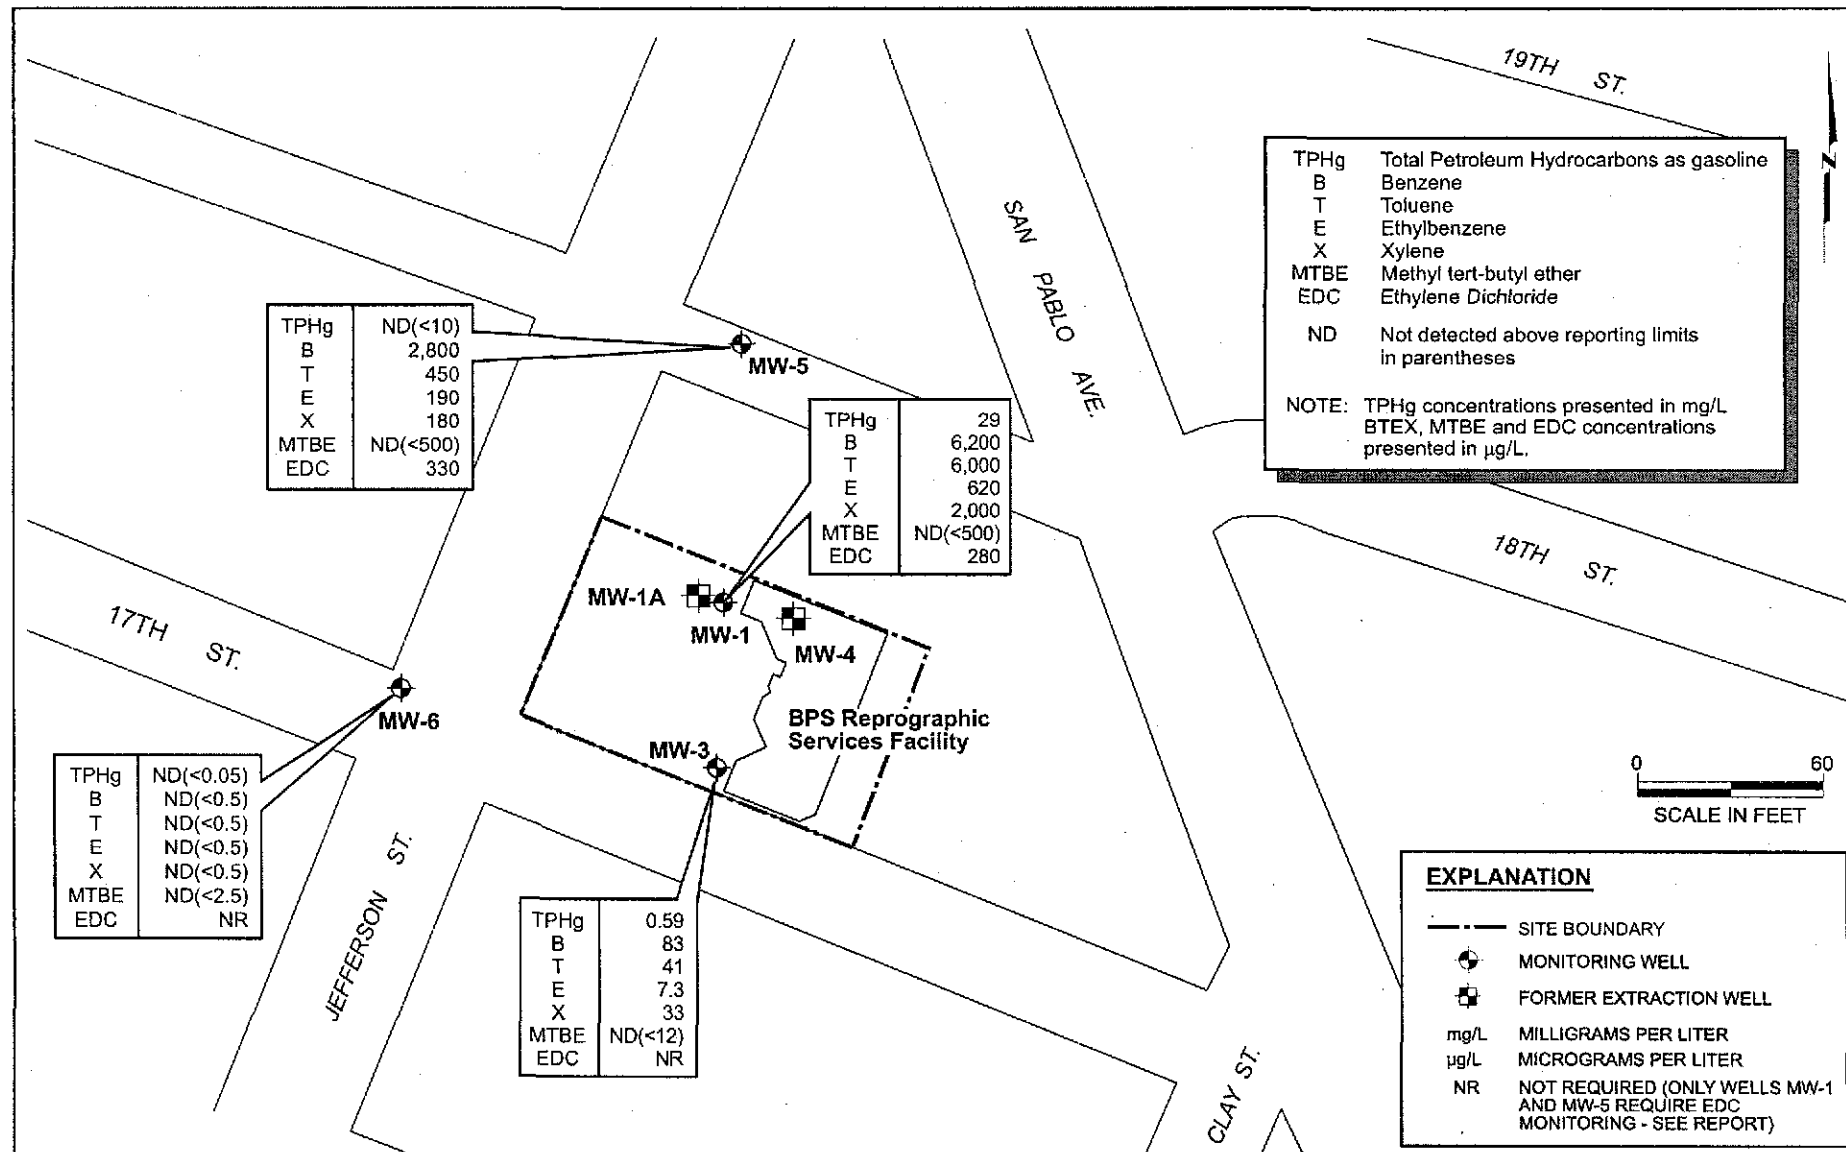 19TH ST.
N
TPHg Total Petroleum Hydrocarbons as gasoline
B Benzene
T Toluene
E Ethylbenzene
X Xylene
MTBE Methyl tert-butyl ether
EDC Ethylene Dichloride
ND Not detected above reporting limits
in parentheses
NOTE: TPHg concentrations presented in mg/L
BTEX, MTBE and EDC concentrations
presented in µg/L.
SAN PABLO AVE.
TPHg ND(<10)
B 2,800
T 450
E 190
X 180
MTBE ND(<500)
EDC 330
MW-5
TPHg 29
B 6,200
T 6,000
E 620
X 2,000
MTBE ND(<500)
EDC 280
18TH ST.
MW-1A
MW-1
MW-4
17TH ST.
MW-6
BPS Reprographic
Services Facility
MW-3
TPHg ND(<0.05)
B ND(<0.5)
T ND(<0.5)
E ND(<0.5)
X ND(<0.5)
MTBE ND(<2.5)
EDC NR
0 60
SCALE IN FEET
JEFFERSON ST.
TPHg 0.59
B 83
T 41
E 7.3
X 33
MTBE ND(<12)
EDC NR
CLAY ST.
EXPLANATION
SITE BOUNDARY
MONITORING WELL
FORMER EXTRACTION WELL
mg/L MILLIGRAMS PER LITER
µg/L MICROGRAMS PER LITER
NR NOT REQUIRED (ONLY WELLS MW-1
AND MW-5 REQUIRE EDC
MONITORING - SEE REPORT)